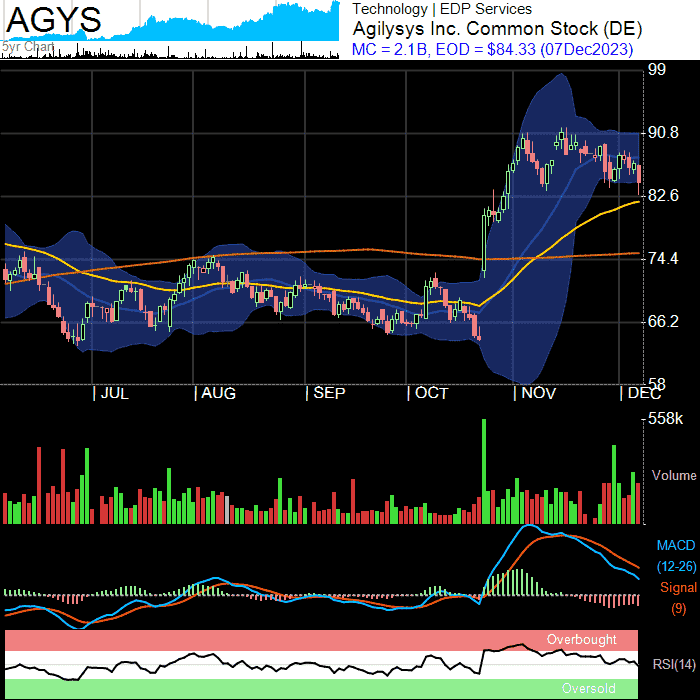 AGYS
5yr Chart
Technology | EDP Services
Agilysys Inc. Common Stock (DE)
MC = 2.1B, EOD = $84.33 (07Dec2023)
99
90.8
82.6
74.4
66.2
58
JUL
AUG
SEP
OCT
NOV
DEC
558k
Volume
MACD
(12-26)
Signal
(9)
Overbought
RSI(14)
Oversold